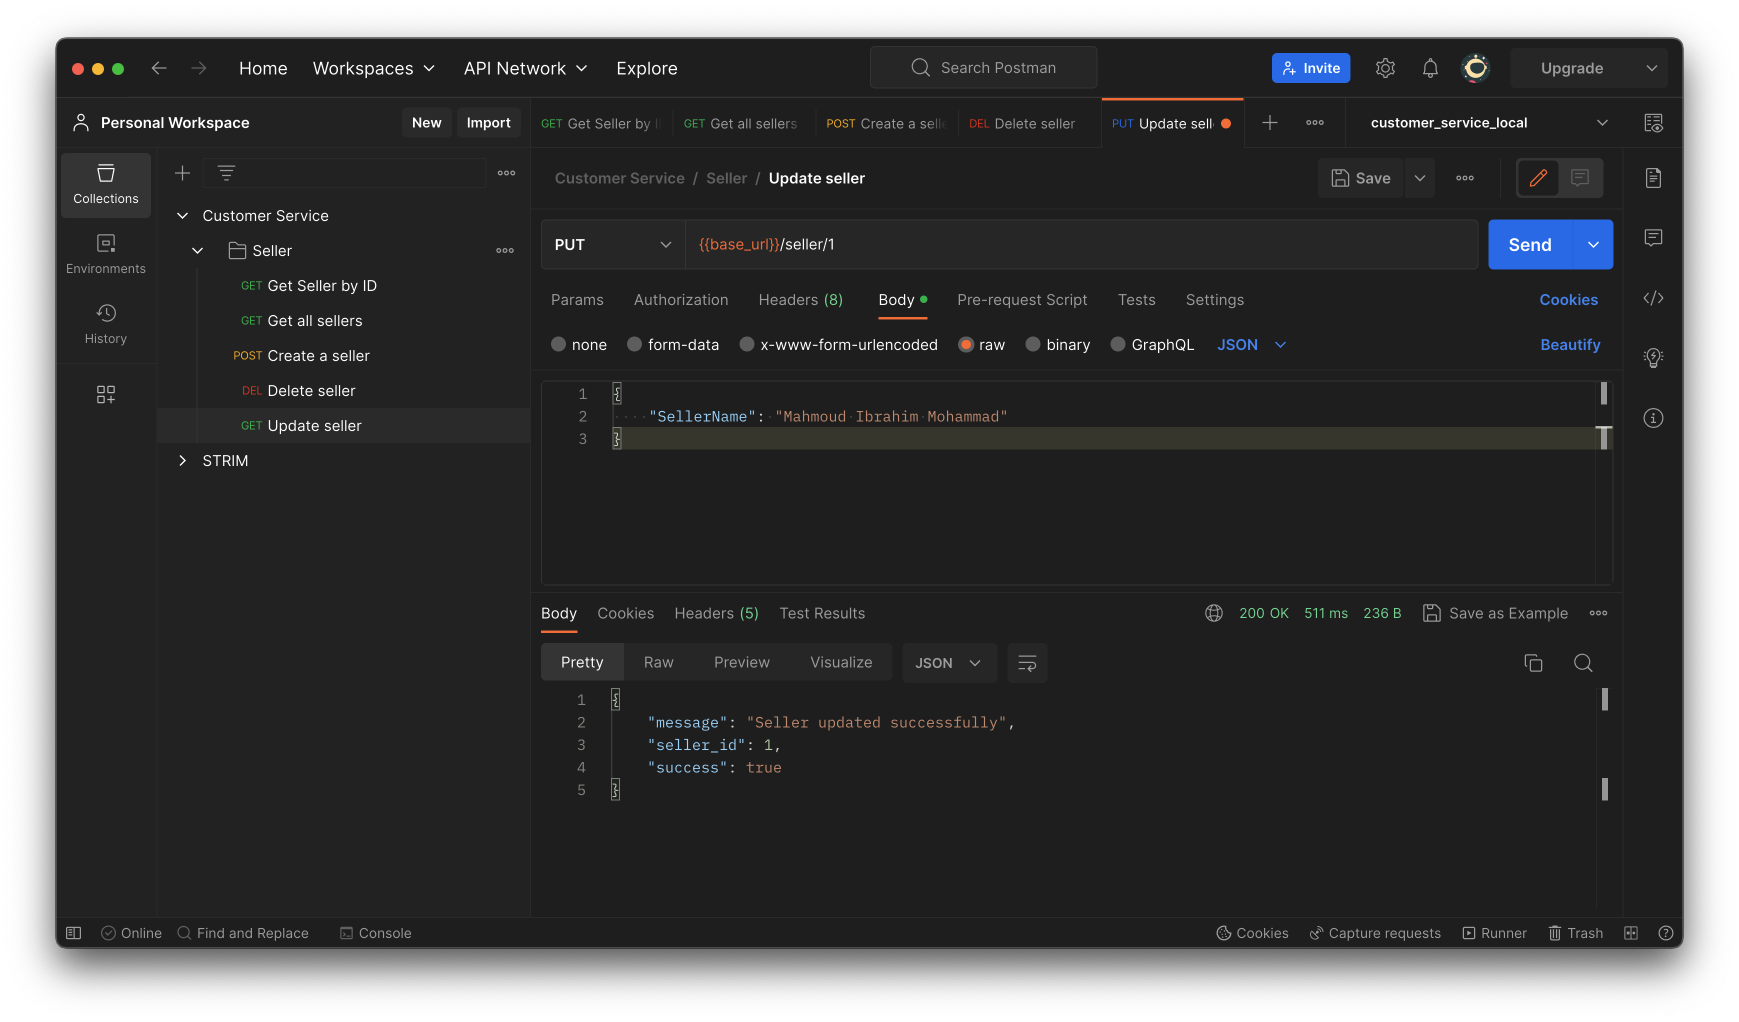 Home Workspaces API Network Explore Search Postman Invite Upgrade
Personal Workspace New Import
GET Get Seller by I GET Get all sellers POST Create a selle DEL Delete seller PUT Update sell customer_service_local
Collections
Environments
History
Customer Service
Seller
GET Get Seller by ID
GET Get all sellers
POST Create a seller
DEL Delete seller
GET Update seller
STRIM
Customer Service / Seller / Update seller Save
PUT {{base_url}}/seller/1 Send
Params Authorization Headers (8) Body Pre-request Script Tests Settings Cookies
none form-data x-www-form-urlencoded raw binary GraphQL JSON Beautify
1 {
2 "SellerName": "Mahmoud Ibrahim Mohammad"
3 }
Body Cookies Headers (5) Test Results 200 OK 511 ms 236 B Save as Example
Pretty Raw Preview Visualize JSON
1 {
2 "message": "Seller updated successfully",
3 "seller_id": 1,
4 "success": true
5 }
Online Find and Replace Console Cookies Capture requests Runner Trash